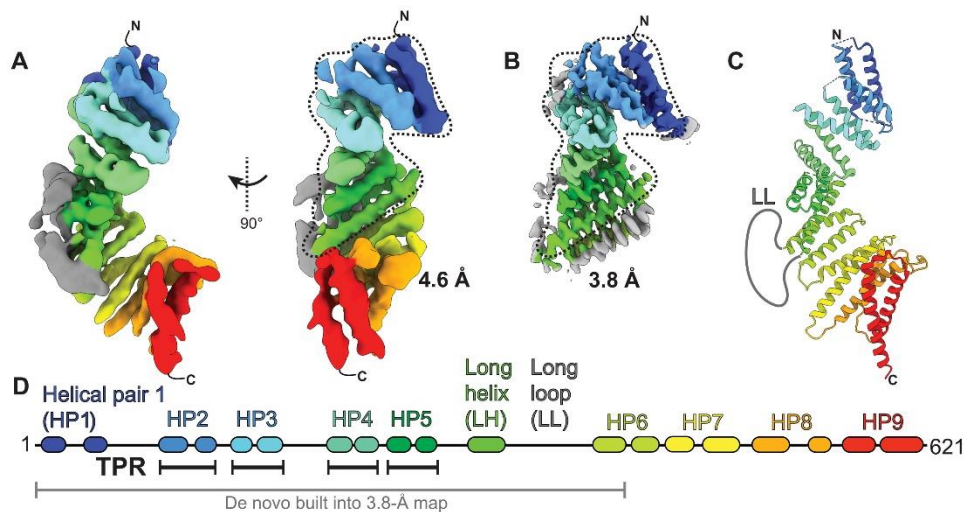 A
N
90°
C
4.6 Å
B
N
3.8 Å
C
N
LL
C
D
Helical pair 1
(HP1)
HP2
HP3
HP4
HP5
Long
helix
(LH)
Long
loop
(LL)
HP6
HP7
HP8
HP9
1
621
TPR
De novo built into 3.8-Å map